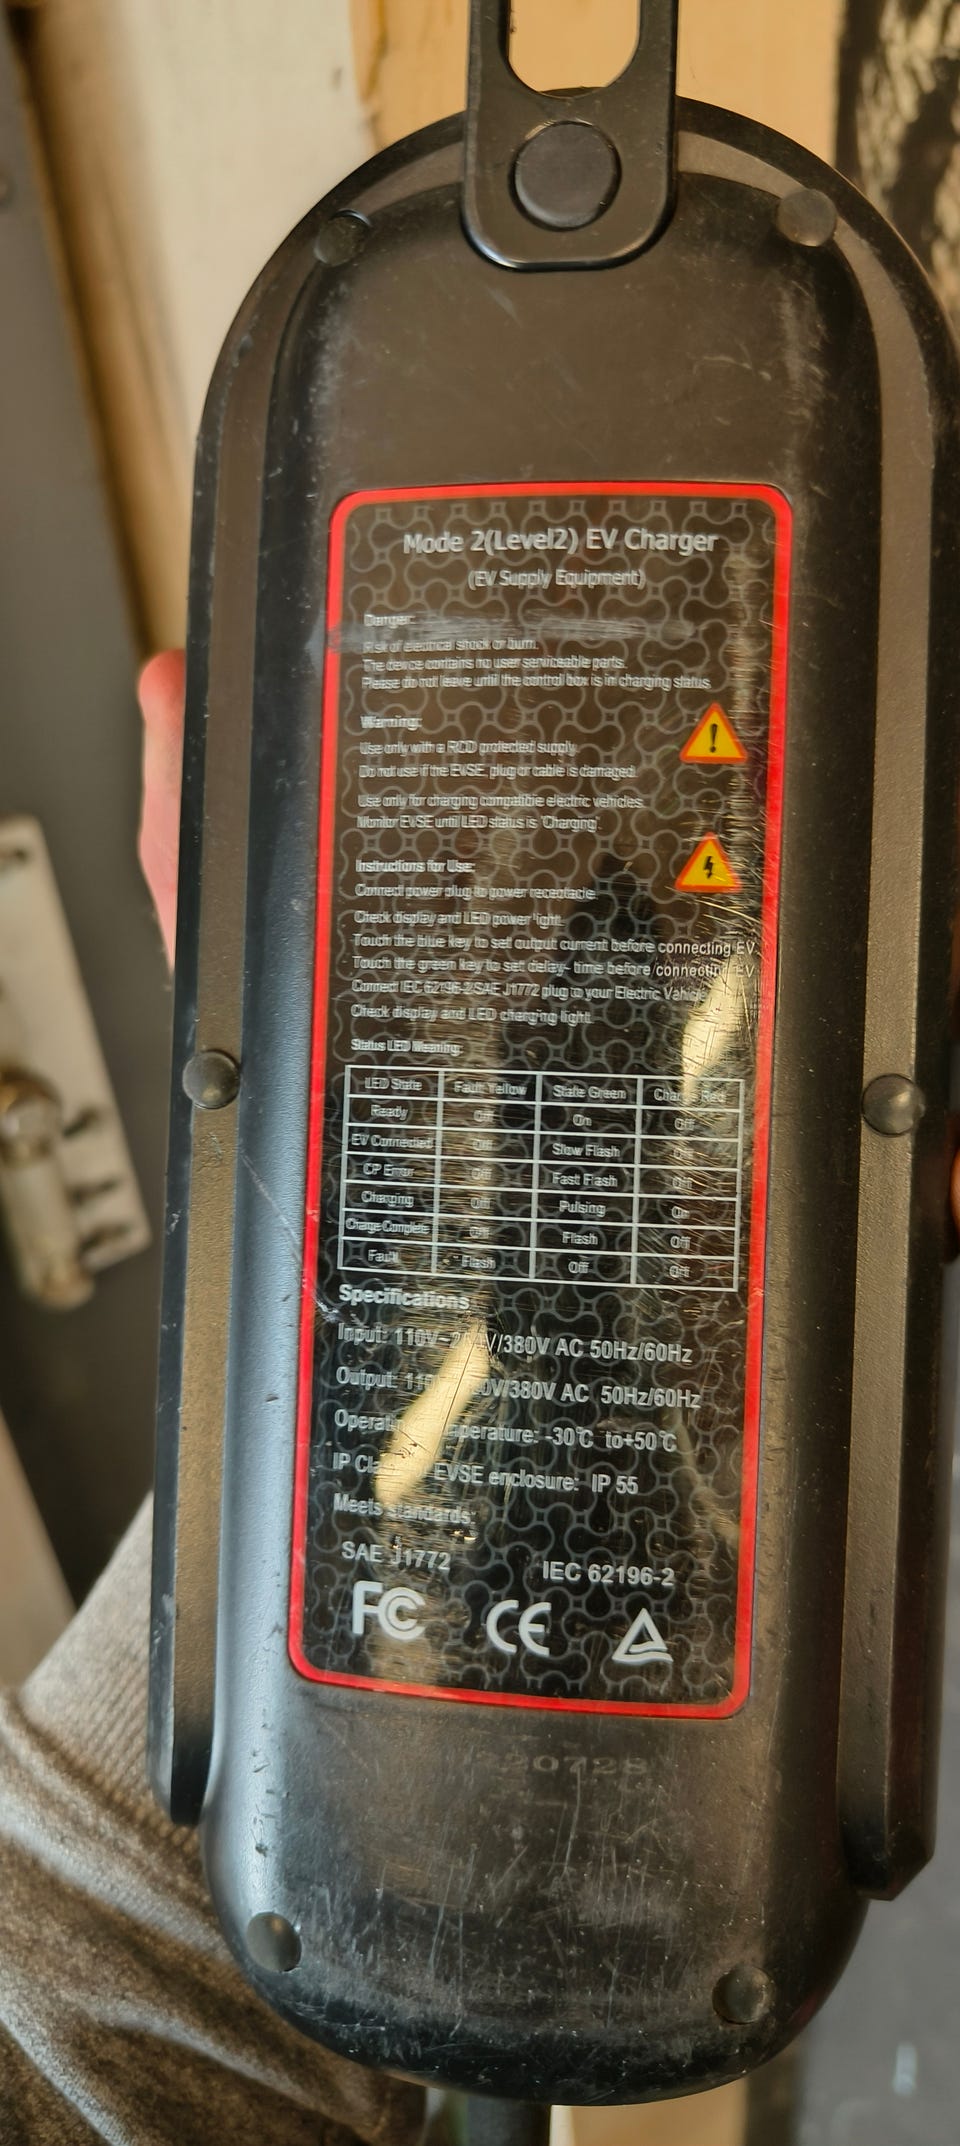 Mode 2(Level2) EV Charger
(EV Supply Equipment)
Danger:
Risk of electrical shock or burn.
The device contains no user serviceable parts.
Please do not leave until the control box is in charging status.
Warning:
Use only with a RCD protected supply.
Do not use if the EVSE, plug or cable is damaged.
Use only for charging compatible electric vehicles.
Monitor EVSE until LED status is 'Charging'.
Instructions for Use:
Connect power plug to power receptacle.
Check display and LED power light.
Touch the blue key to set output current before connecting EV.
Touch the green key to set delay- time before connecting EV.
Connect IEC 62196-2/SAE J1772 plug to your Electric Vehicle
Check display and LED charging light.
Status LED Meaning:
LED State Fault Yellow State Green Charge Red
Ready Off On Off
EV Connected Off Slow Flash Off
CP Error Off Fast Flash Off
Charging Off Pulsing On
Crage Complete Off Flash Off
Fault Flash Off Off
Specifications
Input: 110V~ /380V AC 50Hz/60Hz
Output: /380V AC 50Hz/60Hz
Operating temperature: -30℃ to+50℃
IP EVSE enclosure: IP 55
Meets standards:
SAE J1772 IEC 62196-2
FC CE
220728